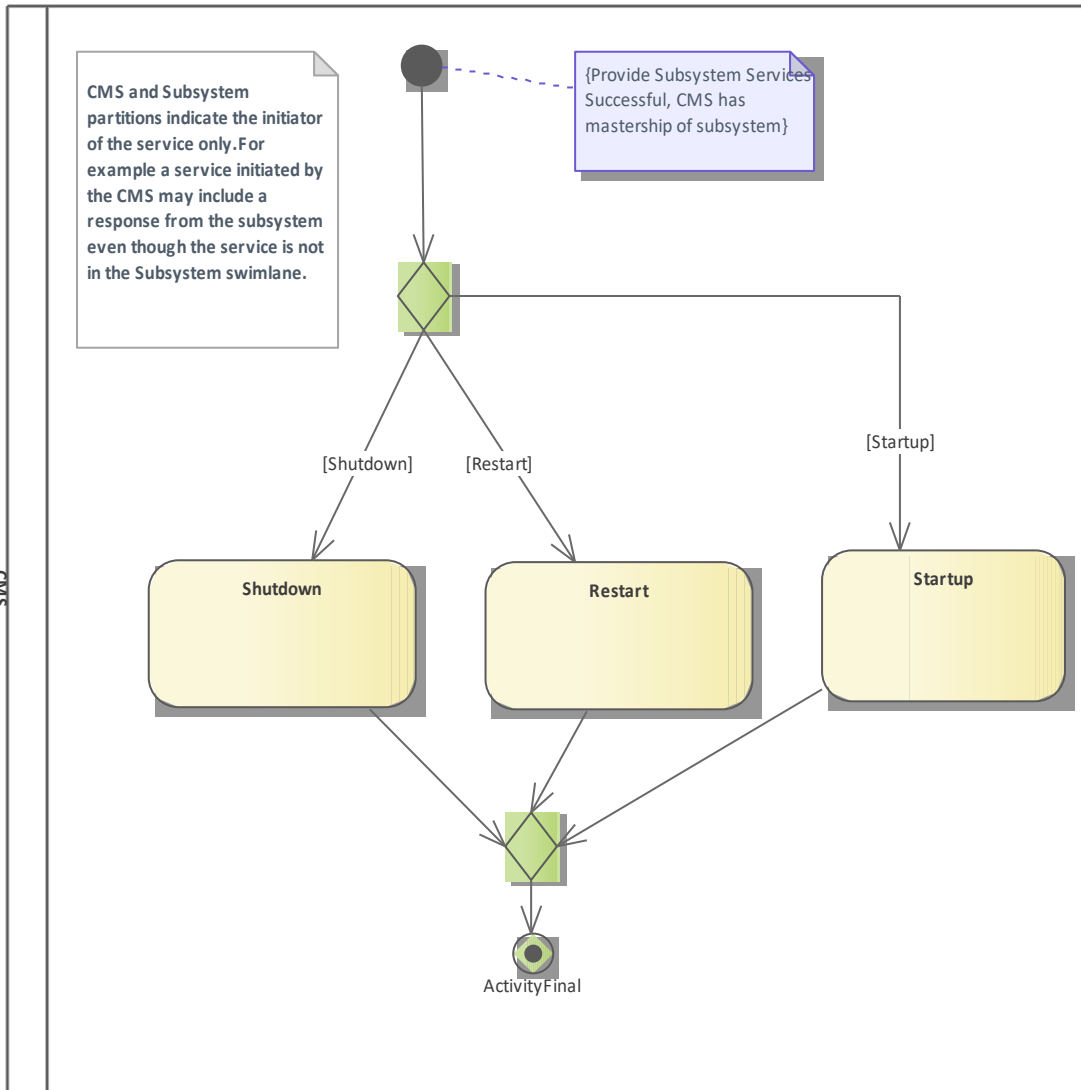 CMS and Subsystem
partitions indicate the initiator
of the service only.For
example a service initiated by
the CMS may include a
response from the subsystem
even though the service is not
in the Subsystem swimlane.
{Provide Subsystem Services
Successful, CMS has
mastership of subsystem}
[Shutdown]
[Restart]
[Startup]
CMS
Shutdown
Restart
Startup
ActivityFinal